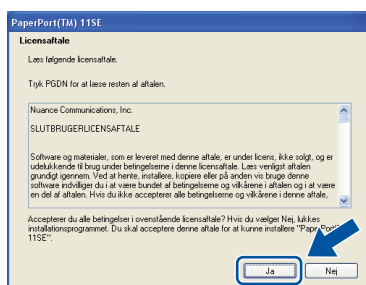 PaperPort(TM) 11SE
Licensaftale
Læs følgende licensaftale.
Tryk PGDN for at læse resten af aftalen.
Nuance Communications, Inc.
SLUTBRUGERLICENSAFTALE
Software og materialer, som er leveret med denne aftale, er under licens, ikke solgt, og er
udelukkende til brug under betingelserne i denne licensaftale. Læs venligst aftalen
grundigt igennem. Ved at hente, installere, kopiere eller på anden vis bruge denne
software indvilliger du i at være bundet af betingelserne og vilkårene i aftalen og i at være
en del af aftalen. Hvis du ikke accepterer alle betingelserne og vilkårene i denne aftale,
Accepterer du alle betingelser i ovenstående licensaftale? Hvis du vælger Nej, lukkes
installationsprogrammet. Du skal acceptere denne aftale for at kunne installere "PaperPort(
11SE".
Ja
Nej